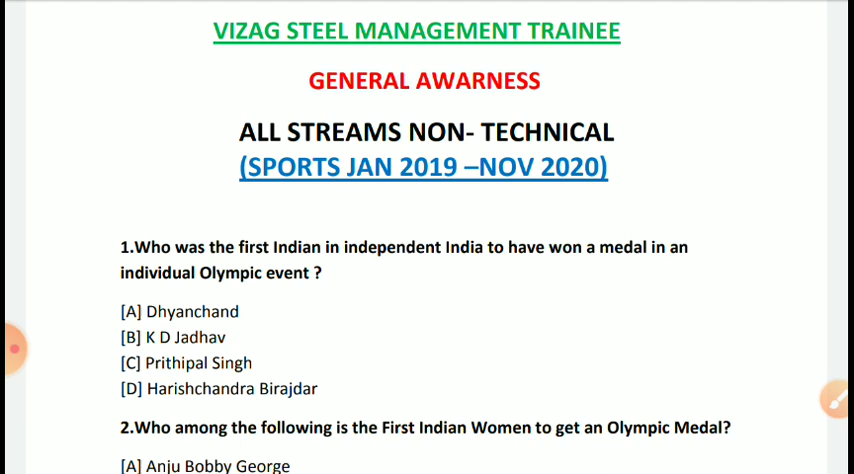 VIZAG STEEL MANAGEMENT TRAINEE
GENERAL AWARNESS
ALL STREAMS NON- TECHNICAL
(SPORTS JAN 2019 –NOV 2020)
1.Who was the first Indian in independent India to have won a medal in an
individual Olympic event ?
[A] Dhyanchand
[B] K D Jadhav
[C] Prithipal Singh
[D] Harishchandra Birajdar
2.Who among the following is the First Indian Women to get an Olympic Medal?
[A] Anju Bobby George